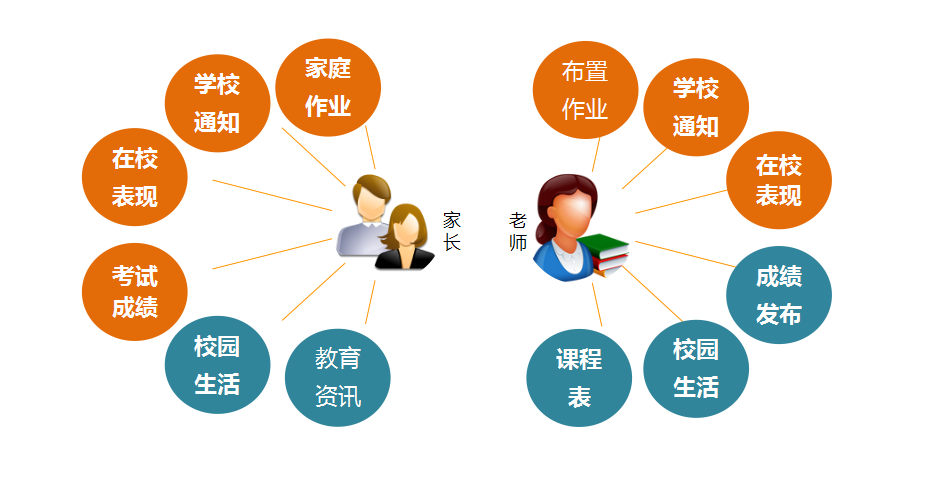 家庭
作业
学校
通知
在校
表现
考试
成绩
校园
生活
教育
资讯
家
长
老
师
布置
作业
学校
通知
在校
表现
成绩
发布
校园
生活
课程
表